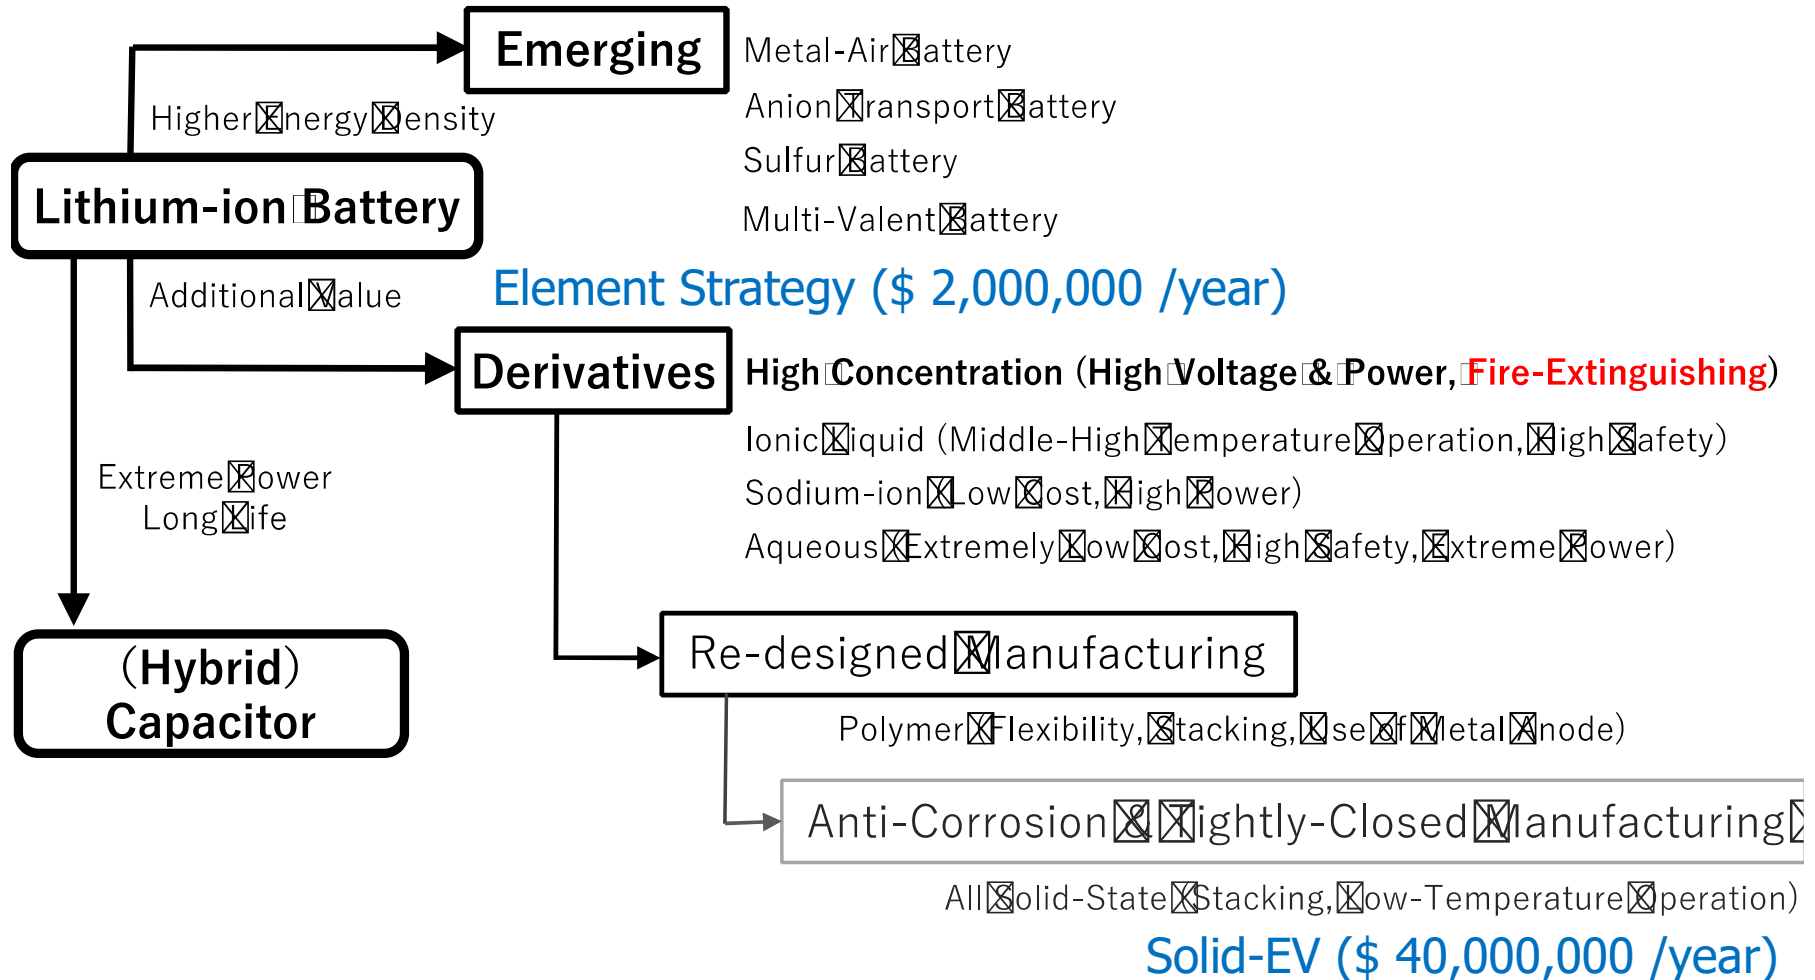 Emerging
Metal-Air Battery
Higher Energy Density
Anion Transport Battery
Sulfur Battery
Lithium-ion Battery
Multi-Valent Battery
Additional Value
Element Strategy ($ 2,000,000 /year)
Derivatives
High Concentration (High Voltage & Power, Fire-Extinguishing)
Ionic Liquid (Middle-High Temperature Operation, High Safety)
Extreme Power
Long Life
Sodium-ion (Low Cost, High Power)
Aqueous (Extremely Low Cost, High Safety, Extreme Power)
(Hybrid)
Capacitor
Re-designed Manufacturing
Polymer (Flexibility, Stacking, Use of Metal Anode)
Anti-Corrosion & Tightly-Closed Manufacturing
All Solid-State (Stacking, Low-Temperature Operation)
Solid-EV ($ 40,000,000 /year)